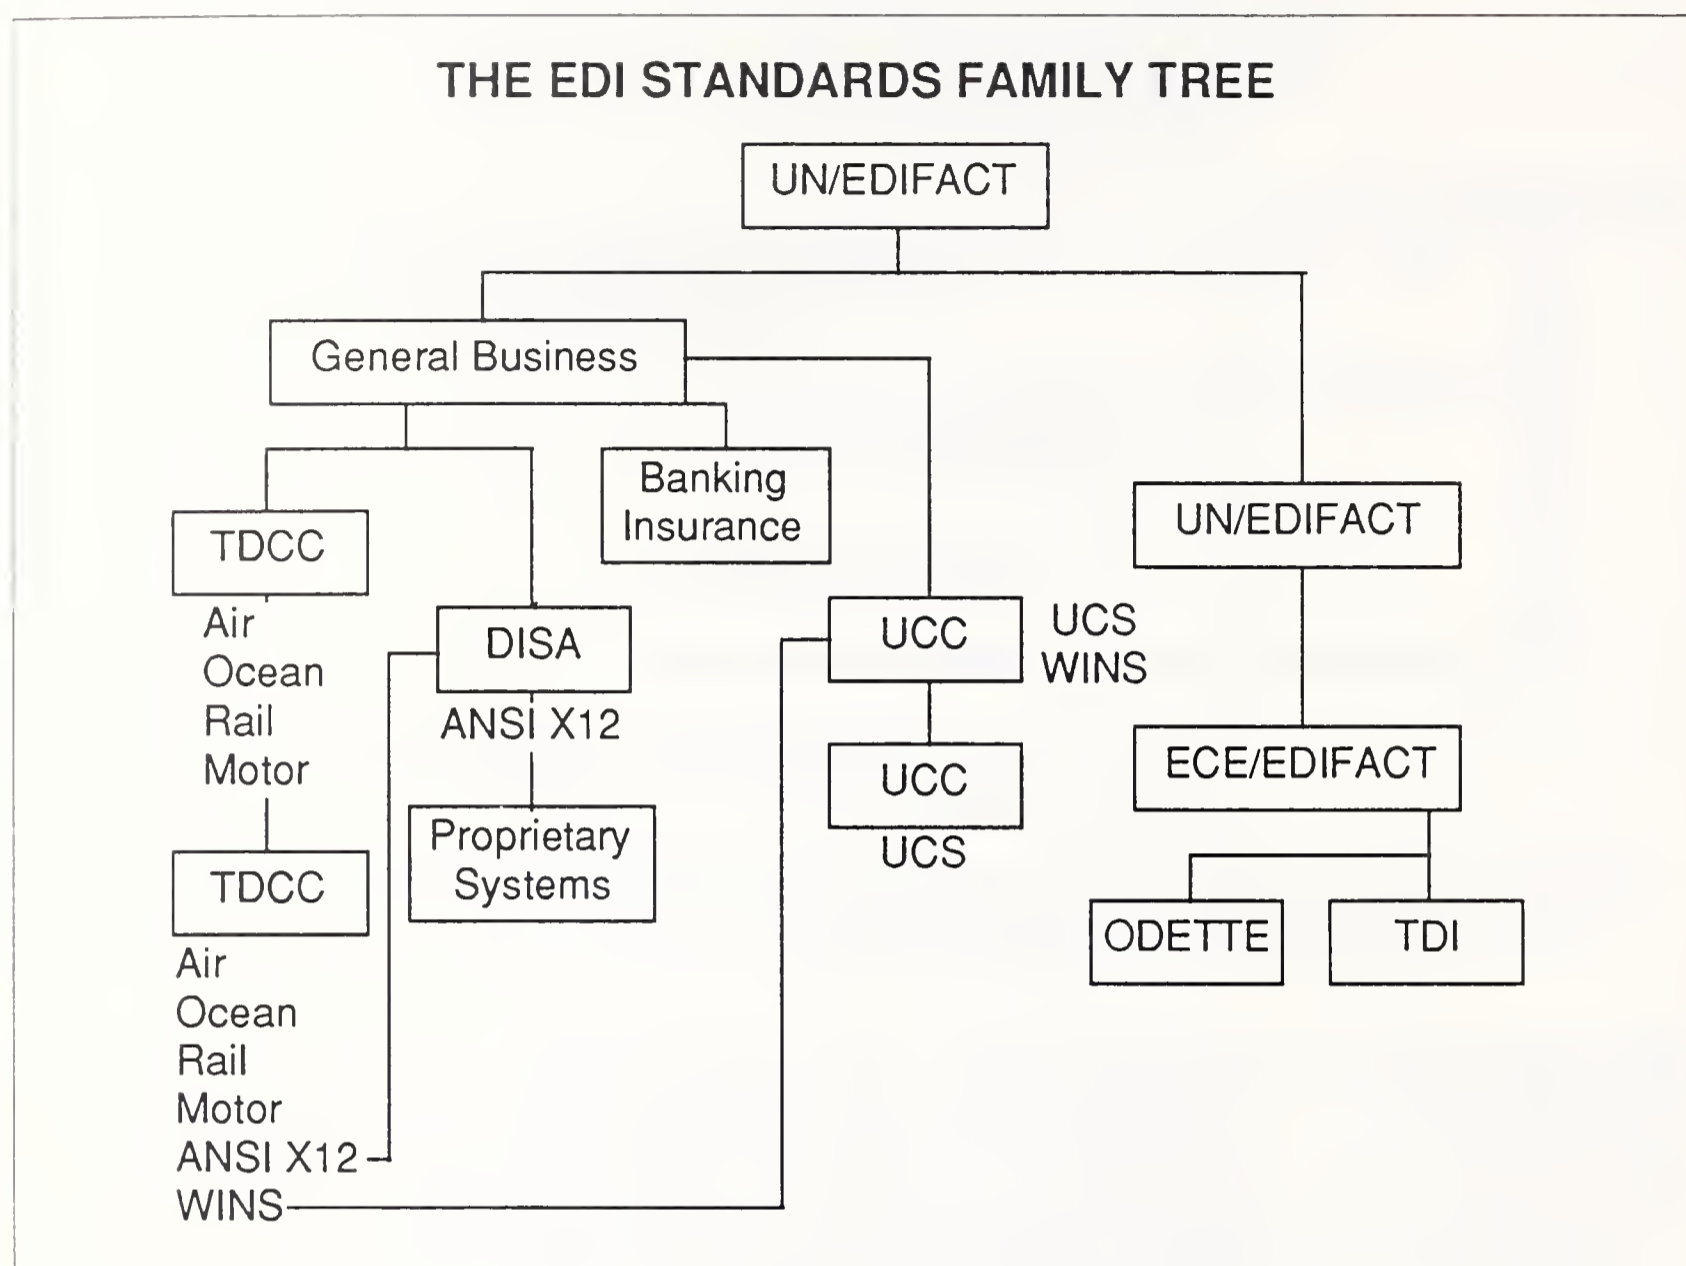 THE EDI STANDARDS FAMILY TREE
UN/EDIFACT
General Business
Banking
Insurance
UN/EDIFACT
TDCC
Air
Ocean
Rail
Motor
DISA
ANSI X12
Proprietary
Systems
UCC
UCS
WINS
UCC
UCS
ECE/EDIFACT
ODETTE
TDI
TDCC
Air
Ocean
Rail
Motor
ANSI X12
WINS